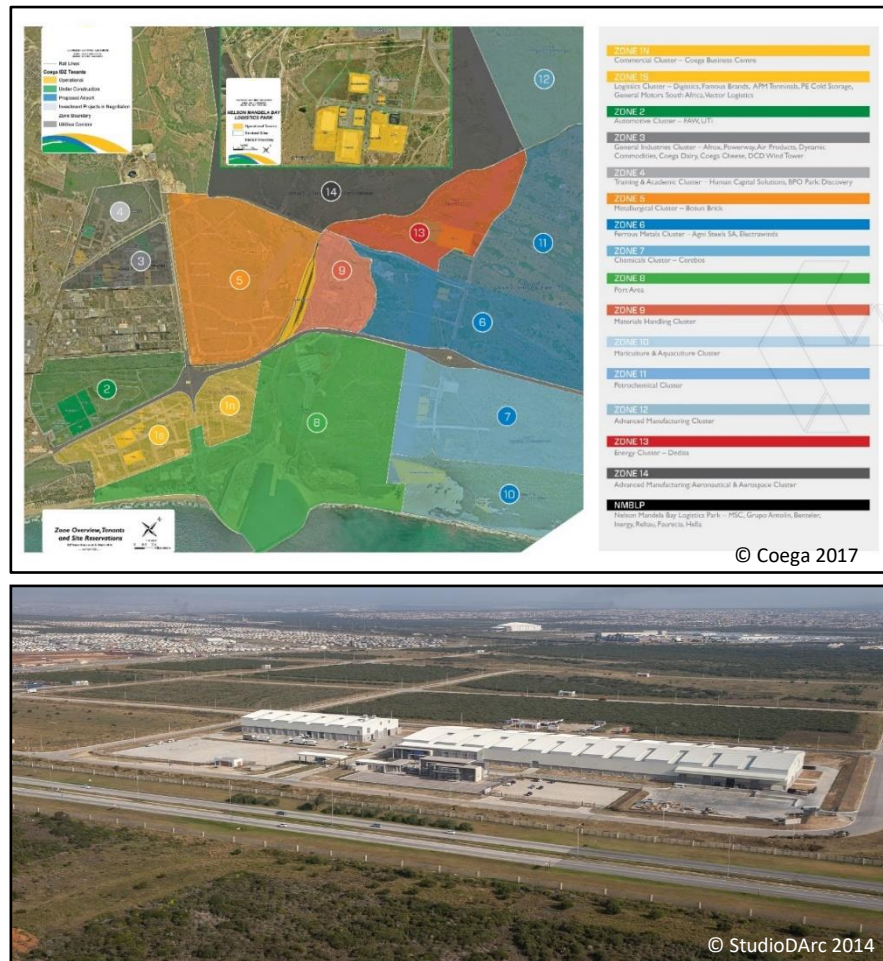 Rail Lines
Coega IDZ Tenants
Operational
Under Construction
Proposed Airport
Investment Projects in Negotiation
Zone Boundary
Utilities Corridor
NELSON MANDELA BAY
LOGISTICS PARK
12
14
4
3
5
9
13
11
6
2
1s
1n
8
7
10
Zone Overview, Tenants
and Site Reservations
ZONE 1N
Commercial Cluster – Coega Business Centre
ZONE 1S
Logistics Cluster – Digistics, Famous Brands, APM Terminals, PE Cold Storage,
General Motors South Africa, Vector Logistics
ZONE 2
Automotive Cluster – FAW, UTi
ZONE 3
General Industries Cluster – Afrox, Powerway, Air Products, Dynamic
Commodities, Coega Dairy, Coega Cheese, DCD Wind Tower
ZONE 4
Training & Academic Cluster – Human Capital Solutions, BPO Park, Discovery
ZONE 5
Metallurgical Cluster – Bosun Brick
ZONE 6
Ferrous Metals Cluster – Agni Steels SA, Electrawinds
ZONE 7
Chemicals Cluster – Cerebos
ZONE 8
Port Area
ZONE 9
Materials Handling Cluster
ZONE 10
Mariculture & Aquaculture Cluster
ZONE 11
Petrochemical Cluster
ZONE 12
Advanced Manufacturing Cluster
ZONE 13
Energy Cluster – Dedisa
ZONE 14
Advanced Manufacturing Aeronautical & Aerospace Cluster
NMBLP
Nelson Mandela Bay Logistics Park – MSC, Grupo Antolin, Benteler,
Inergy, Rehau, Faurecia, Hella
© Coega 2017
© StudioDArc 2014